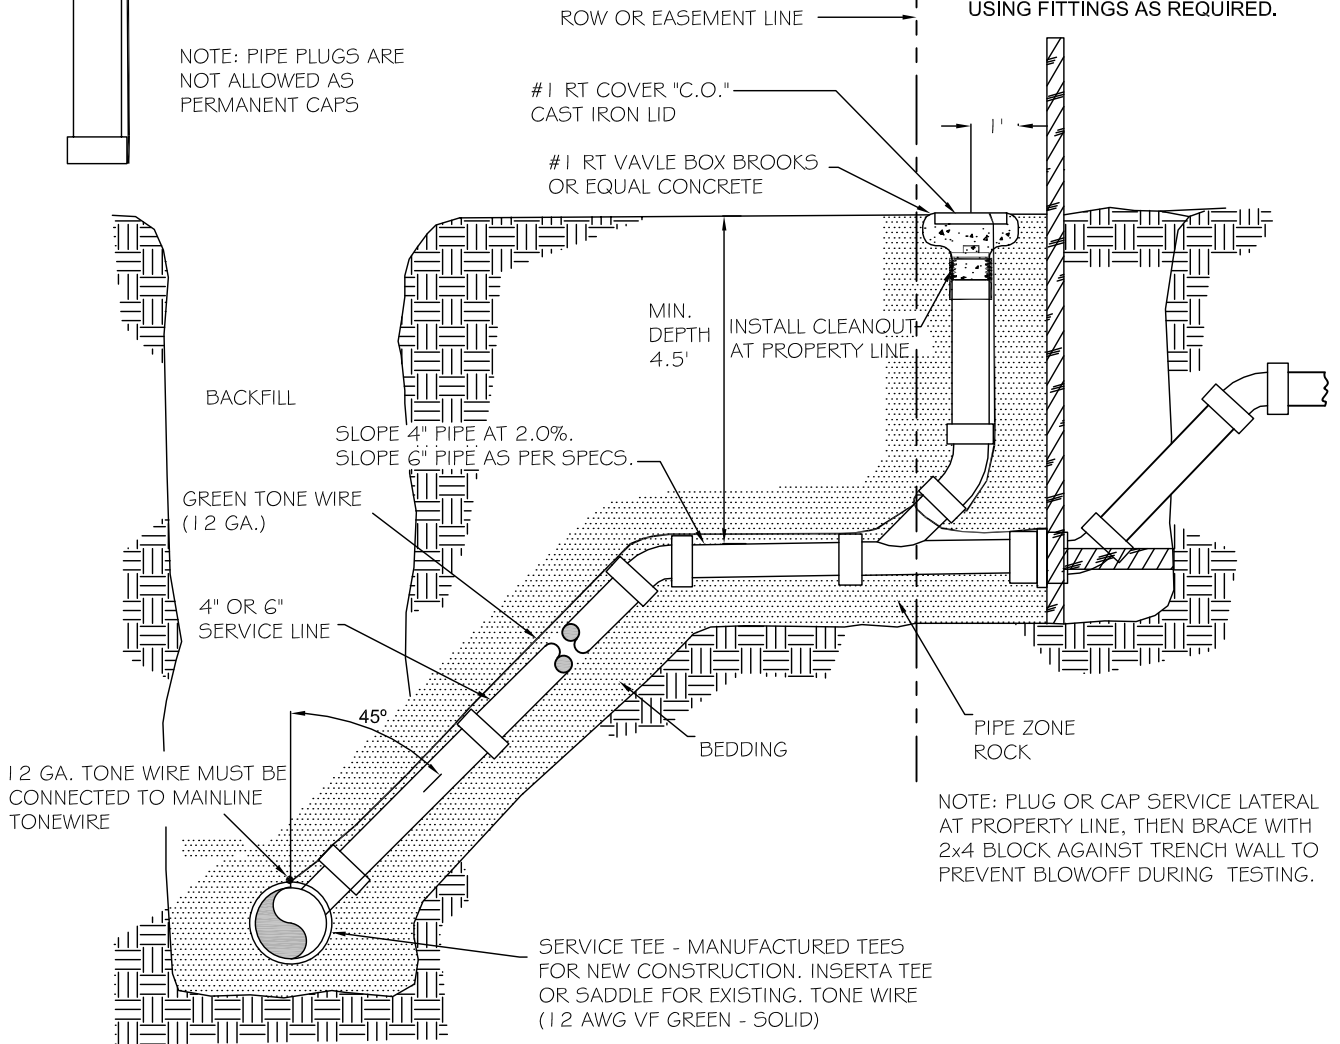 USING FITTINGS AS REQUIRED.
ROW OR EASEMENT LINE
NOTE: PIPE PLUGS ARE
NOT ALLOWED AS
PERMANENT CAPS
#1 RT COVER "C.O."
CAST IRON LID
1'
#1 RT VAVLE BOX BROOKS
OR EQUAL CONCRETE
MIN.
DEPTH
4.5'
INSTALL CLEANOUT
AT PROPERTY LINE
BACKFILL
SLOPE 4" PIPE AT 2.0%.
SLOPE 6" PIPE AS PER SPECS.
GREEN TONE WIRE
(12 GA.)
4" OR 6"
SERVICE LINE
45º
BEDDING
PIPE ZONE
ROCK
12 GA. TONE WIRE MUST BE
CONNECTED TO MAINLINE
TONEWIRE
NOTE: PLUG OR CAP SERVICE LATERAL
AT PROPERTY LINE, THEN BRACE WITH
2x4 BLOCK AGAINST TRENCH WALL TO
PREVENT BLOWOFF DURING TESTING.
SERVICE TEE - MANUFACTURED TEES
FOR NEW CONSTRUCTION. INSERTA TEE
OR SADDLE FOR EXISTING. TONE WIRE
(12 AWG VF GREEN - SOLID)